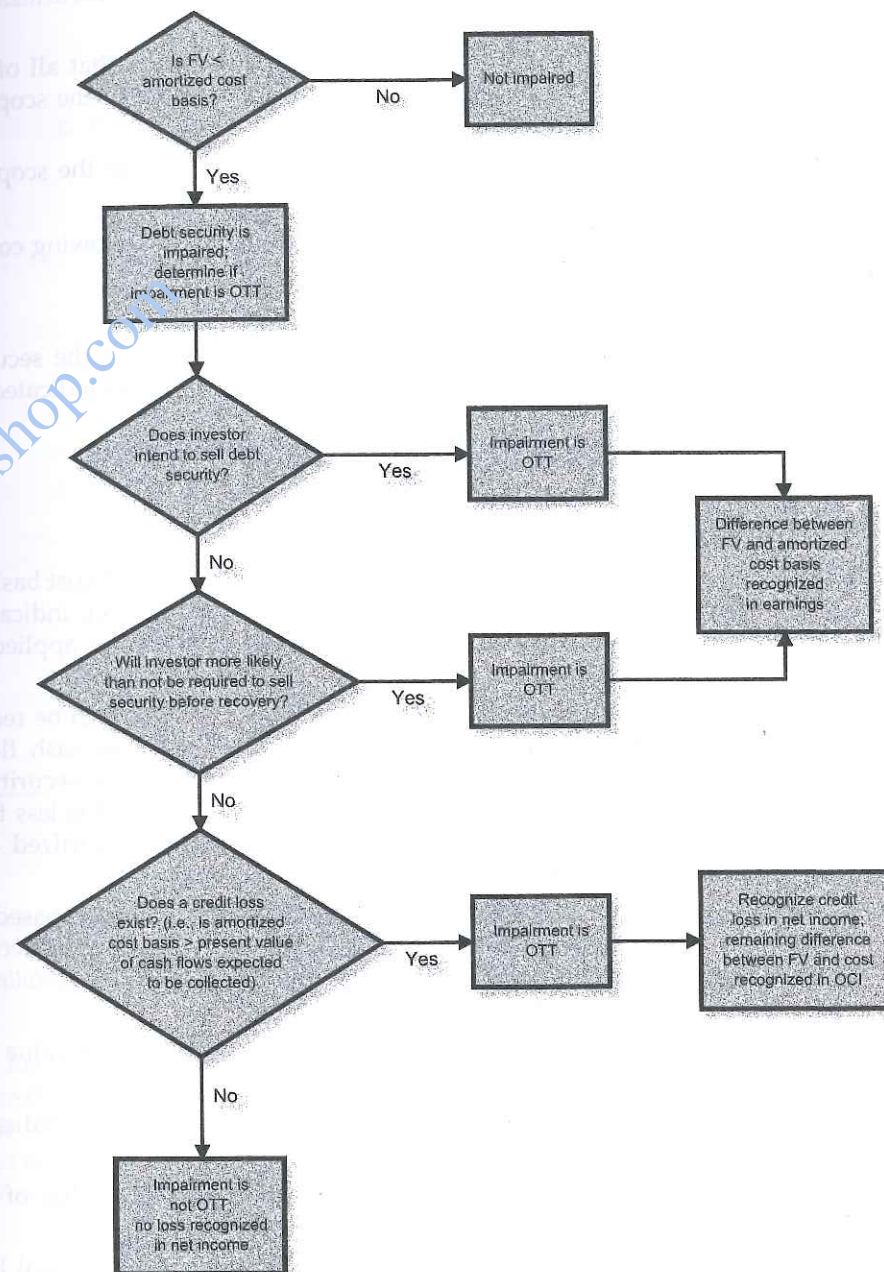 Is FV <
amortized cost
basis?
No
Not impaired
Yes
Debt security is
impaired;
determine if
impairment is OTT
Does investor
intend to sell debt
security?
Yes
Impairment is
OTT
Difference between
FV and amortized
cost basis
recognized
in earnings
No
Will investor more likely
than not be required to sell
security before recovery?
Yes
Impairment is
OTT
No
Does a credit loss
exist? (i.e., is amortized
cost basis > present value
of cash flows expected
to be collected)
Yes
Impairment is
OTT
Recognize credit
loss in net income;
remaining difference
between FV and cost
recognized in OCI
No
Impairment is
not OTT;
no loss recognized
in net income
shop.com